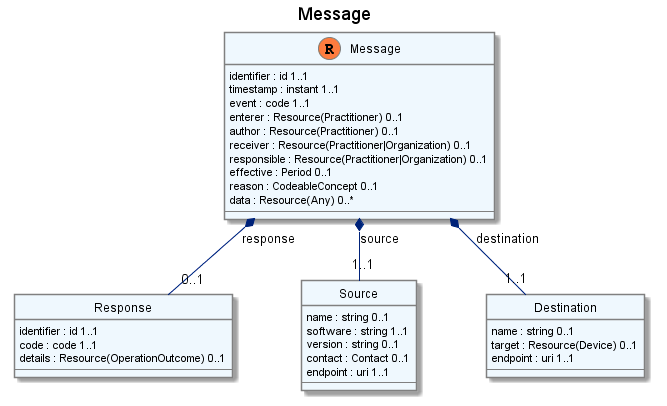 Message
R Message
identifier : id 1..1
timestamp : instant 1..1
event : code 1..1
enterer : Resource(Practitioner) 0..1
author : Resource(Practitioner) 0..1
receiver : Resource(Practitioner|Organization) 0..1
responsible : Resource(Practitioner|Organization) 0..1
effective : Period 0..1
reason : CodeableConcept 0..1
data : Resource(Any) 0..*
response
source
destination
0..1
1..1
1..1
Response
identifier : id 1..1
code : code 1..1
details : Resource(OperationOutcome) 0..1
Source
name : string 0..1
software : string 1..1
version : string 0..1
contact : Contact 0..1
endpoint : uri 1..1
Destination
name : string 0..1
target : Resource(Device) 0..1
endpoint : uri 1..1